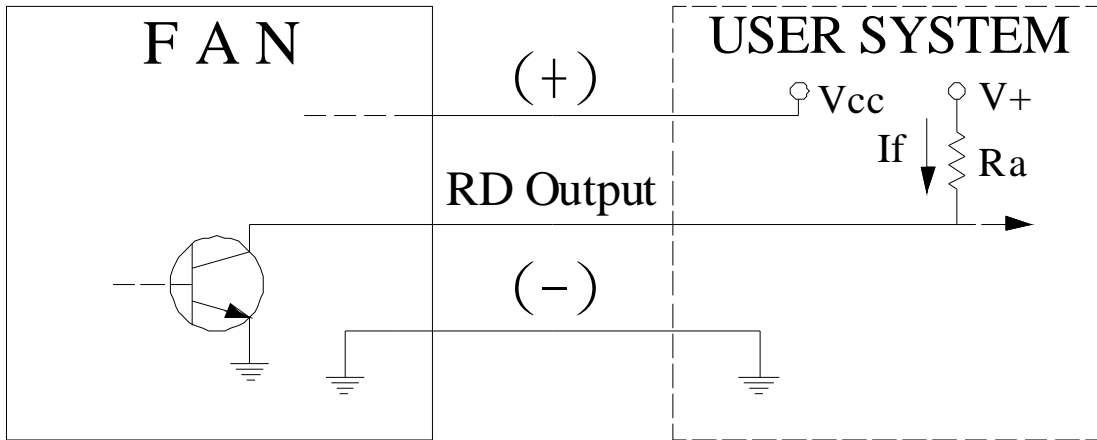 F A N
USER SYSTEM
(+)
Vcc
V+
If
Ra
RD Output
(-)